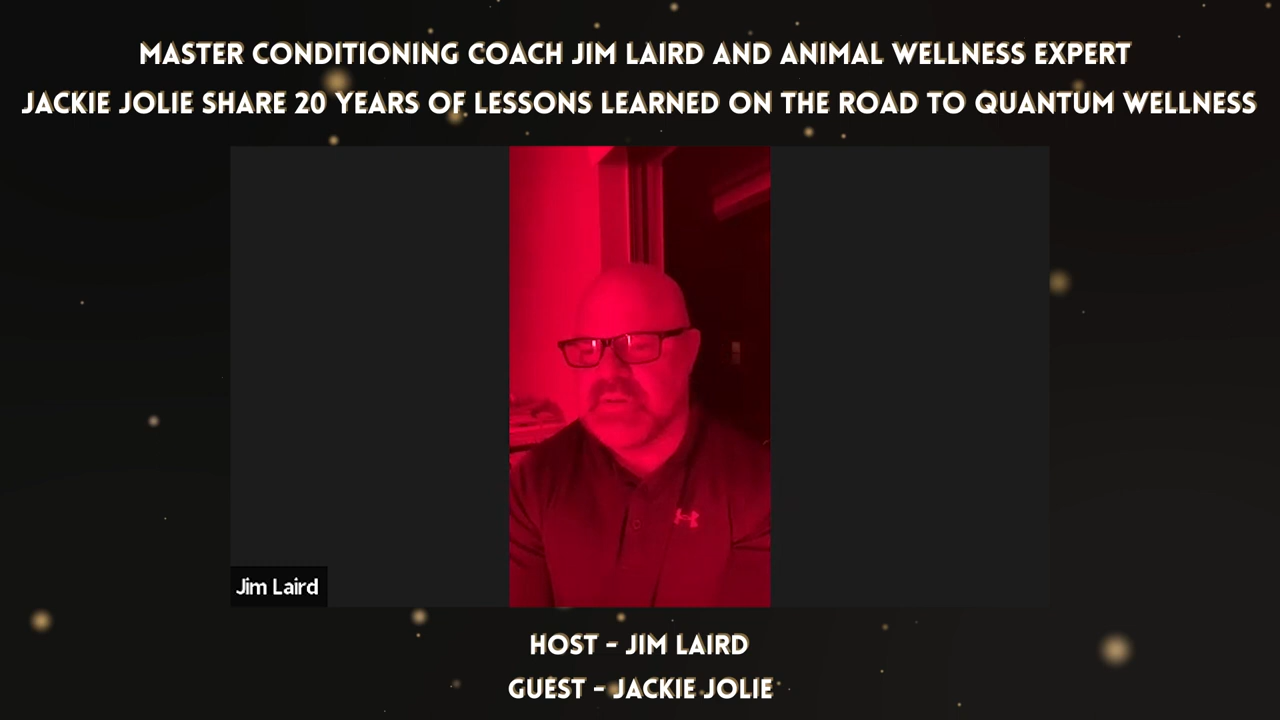 MASTER CONDITIONING COACH JIM LAIRD AND ANIMAL WELLNESS EXPERT
JACKIE JOLIE SHARE 20 YEARS OF LESSONS LEARNED ON THE ROAD TO QUANTUM WELLNESS
Jim Laird
HOST - JIM LAIRD
GUEST - JACKIE JOLIE